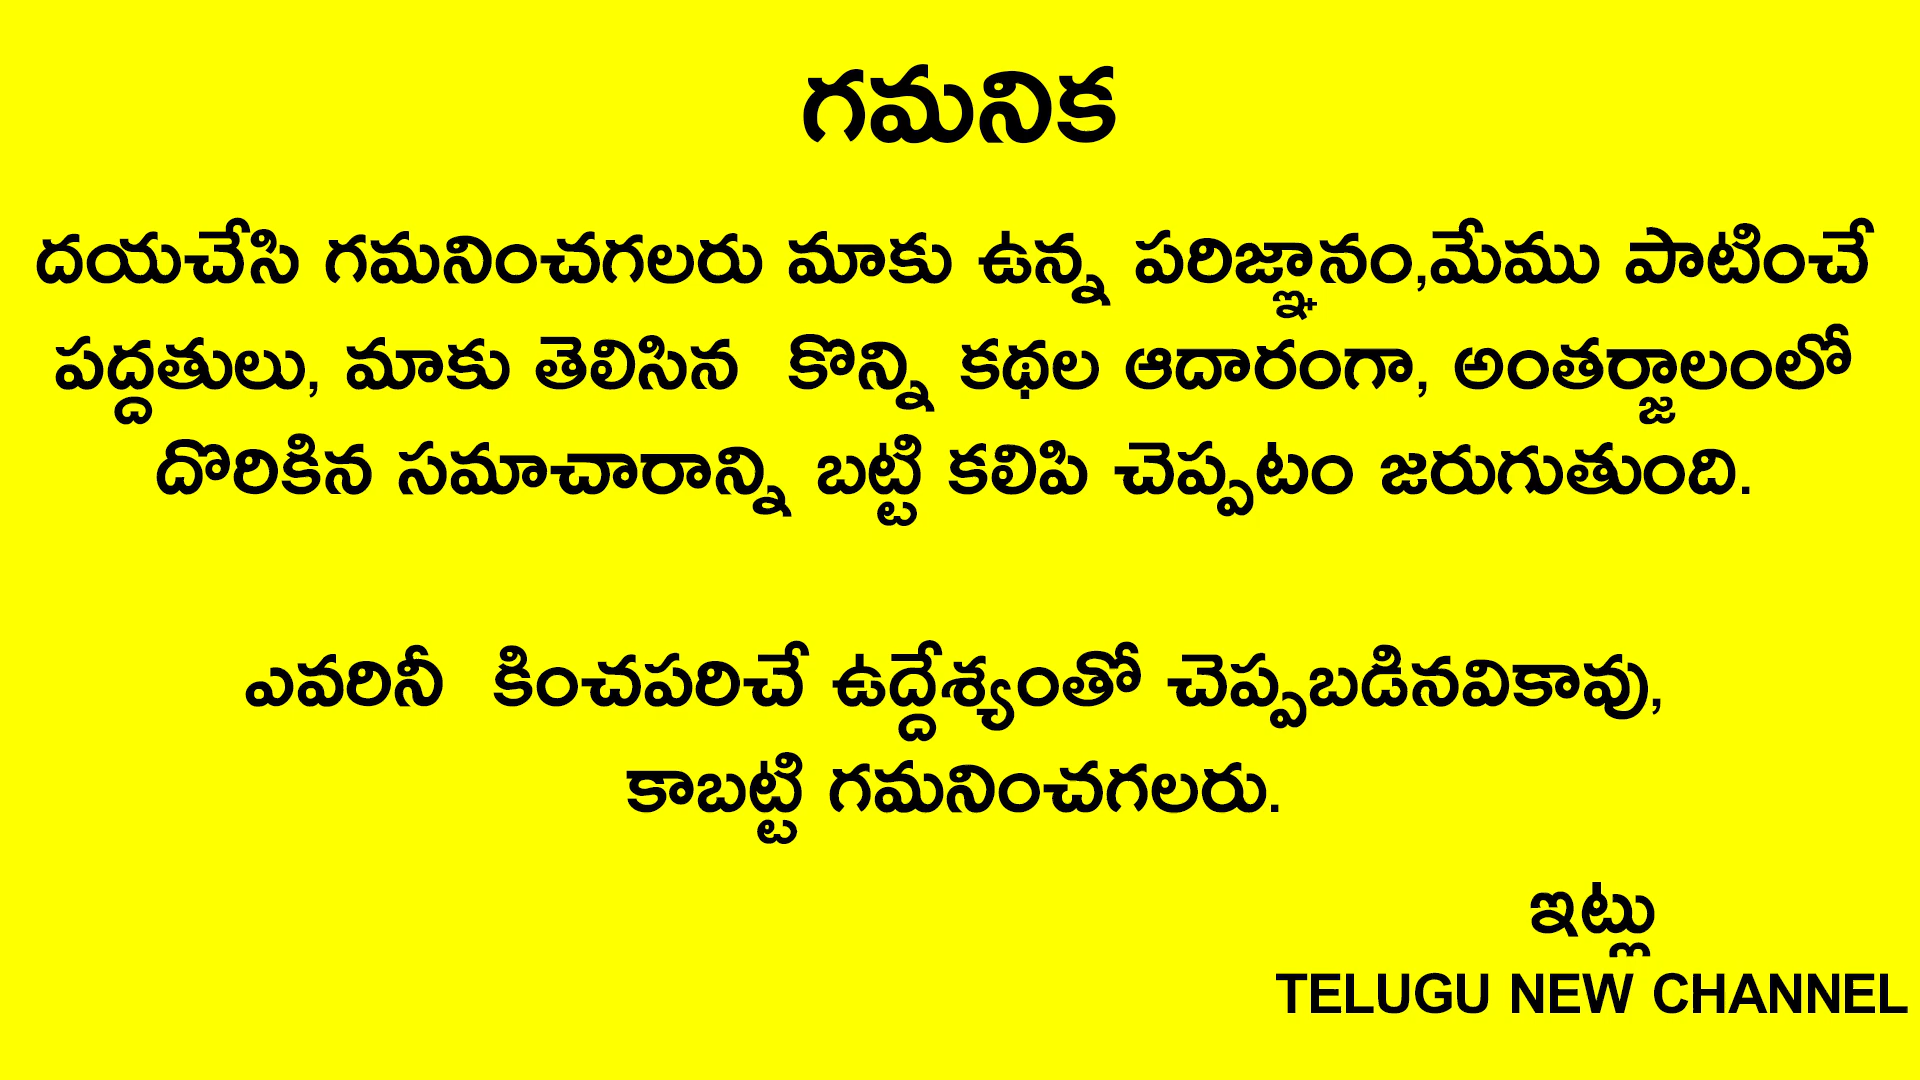 గమనిక
దయచేసి గమనించగలరు మాకు ఉన్న పరిజ్ఞానం,మేము పాటించే
పద్దతులు, మాకు తెలిసిన కొన్ని కథల ఆదారంగా, అంతర్జాలంలో
దొరికిన సమాచారాన్ని బట్టి కలిపి చెప్పటం జరుగుతుంది.
ఎవరినీ కించపరిచే ఉద్దేశ్యంతో చెప్పబడినవికావు,
కాబట్టి గమనించగలరు.
ఇట్లు
TELUGU NEW CHANNEL